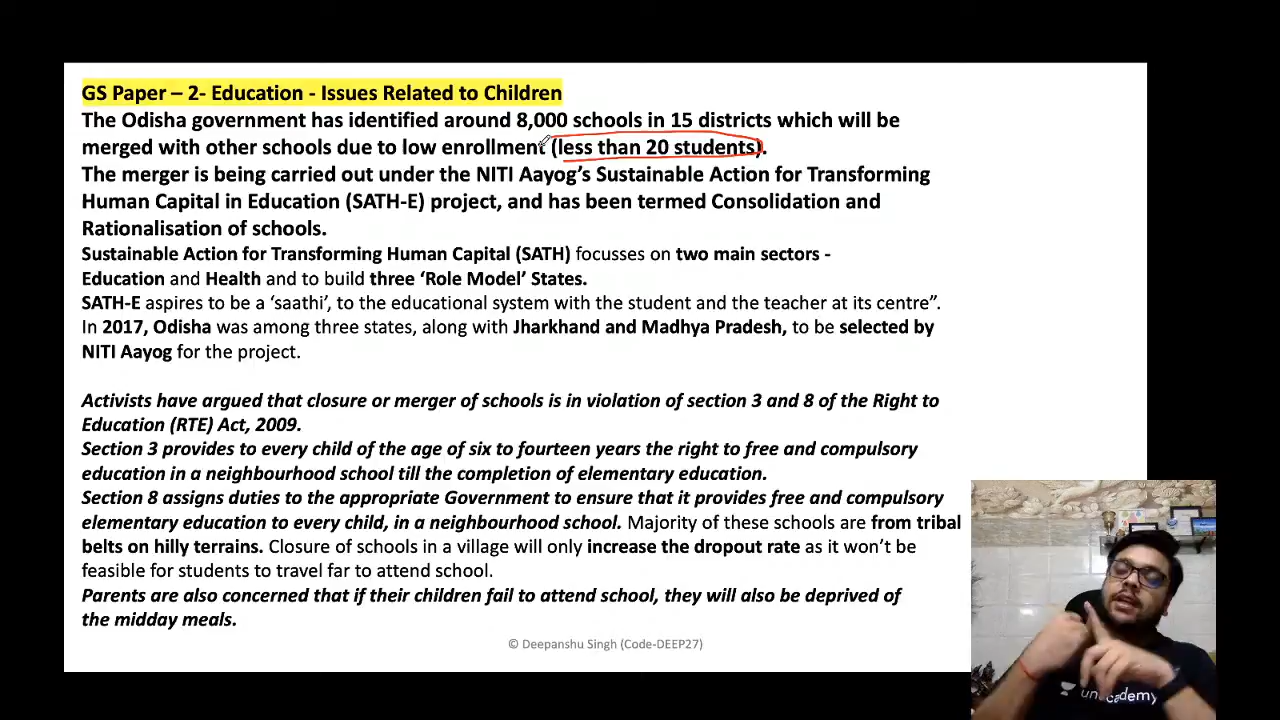 GS Paper – 2- Education - Issues Related to Children
The Odisha government has identified around 8,000 schools in 15 districts which will be
merged with other schools due to low enrollment (less than 20 students).
The merger is being carried out under the NITI Aayog’s Sustainable Action for Transforming
Human Capital in Education (SATH-E) project, and has been termed Consolidation and
Rationalisation of schools.
Sustainable Action for Transforming Human Capital (SATH) focusses on two main sectors -
Education and Health and to build three ‘Role Model’ States.
SATH-E aspires to be a ‘saathi’, to the educational system with the student and the teacher at its centre”.
In 2017, Odisha was among three states, along with Jharkhand and Madhya Pradesh, to be selected by
NITI Aayog for the project.
Activists have argued that closure or merger of schools is in violation of section 3 and 8 of the Right to
Education (RTE) Act, 2009.
Section 3 provides to every child of the age of six to fourteen years the right to free and compulsory
education in a neighbourhood school till the completion of elementary education.
Section 8 assigns duties to the appropriate Government to ensure that it provides free and compulsory
elementary education to every child, in a neighbourhood school. Majority of these schools are from tribal
belts on hilly terrains. Closure of schools in a village will only increase the dropout rate as it won’t be
feasible for students to travel far to attend school.
Parents are also concerned that if their children fail to attend school, they will also be deprived of
the midday meals.
© Deepanshu Singh (Code-DEEP27)
unacademy